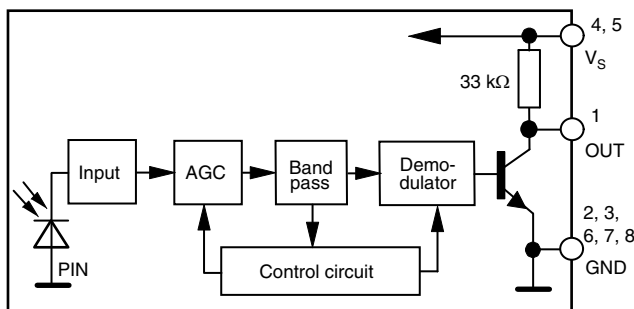 4, 5
V_S
33 kΩ
1
OUT
Input
AGC
Band
pass
Demo-
dulator
2, 3,
6, 7, 8
GND
PIN
Control circuit